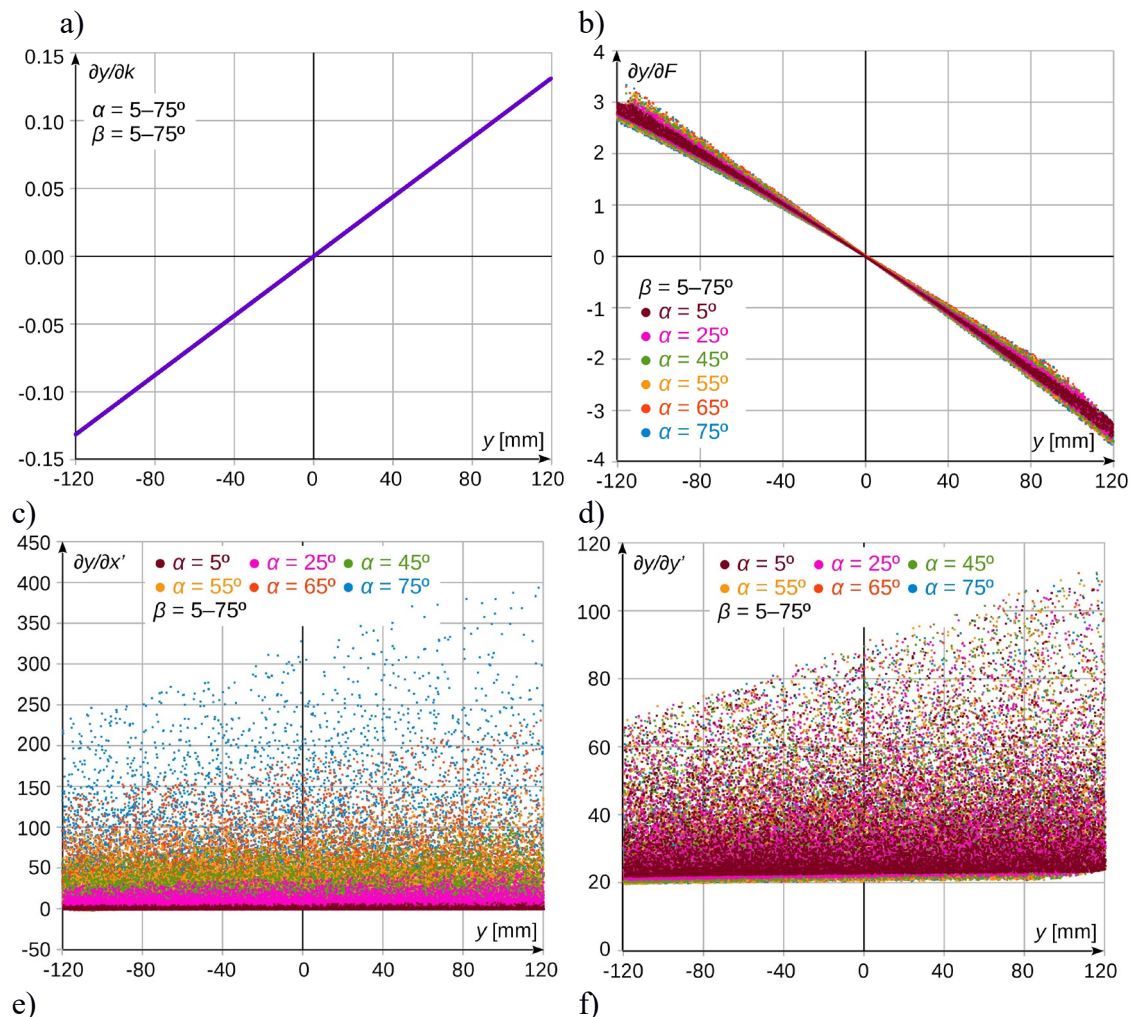 a)
b)
0.15
∂y/∂k
α = 5–75º
β = 5–75º
0.10
0.05
0.00
-0.05
-0.10
y [mm]
-0.15
-120 -80 -40 0 40 80 120
4
∂y/∂F
3
2
1
0
β = 5–75º
-1
α = 5º
α = 25º
-2
α = 45º
α = 55º
-3
α = 65º
α = 75º
y [mm]
-4
-120 -80 -40 0 40 80 120
c)
d)
450
∂y/∂x’
α = 5º α = 25º α = 45º
α = 55º α = 65º α = 75º
β = 5–75º
400
350
300
250
200
150
100
50
0
y [mm]
-50
-120 -80 -40 0 40 80 120
120
∂y/∂y’
α = 5º α = 25º α = 45º
α = 55º α = 65º α = 75º
β = 5–75º
100
80
60
40
20
y [mm]
0
-120 -80 -40 0 40 80 120
e)
f)